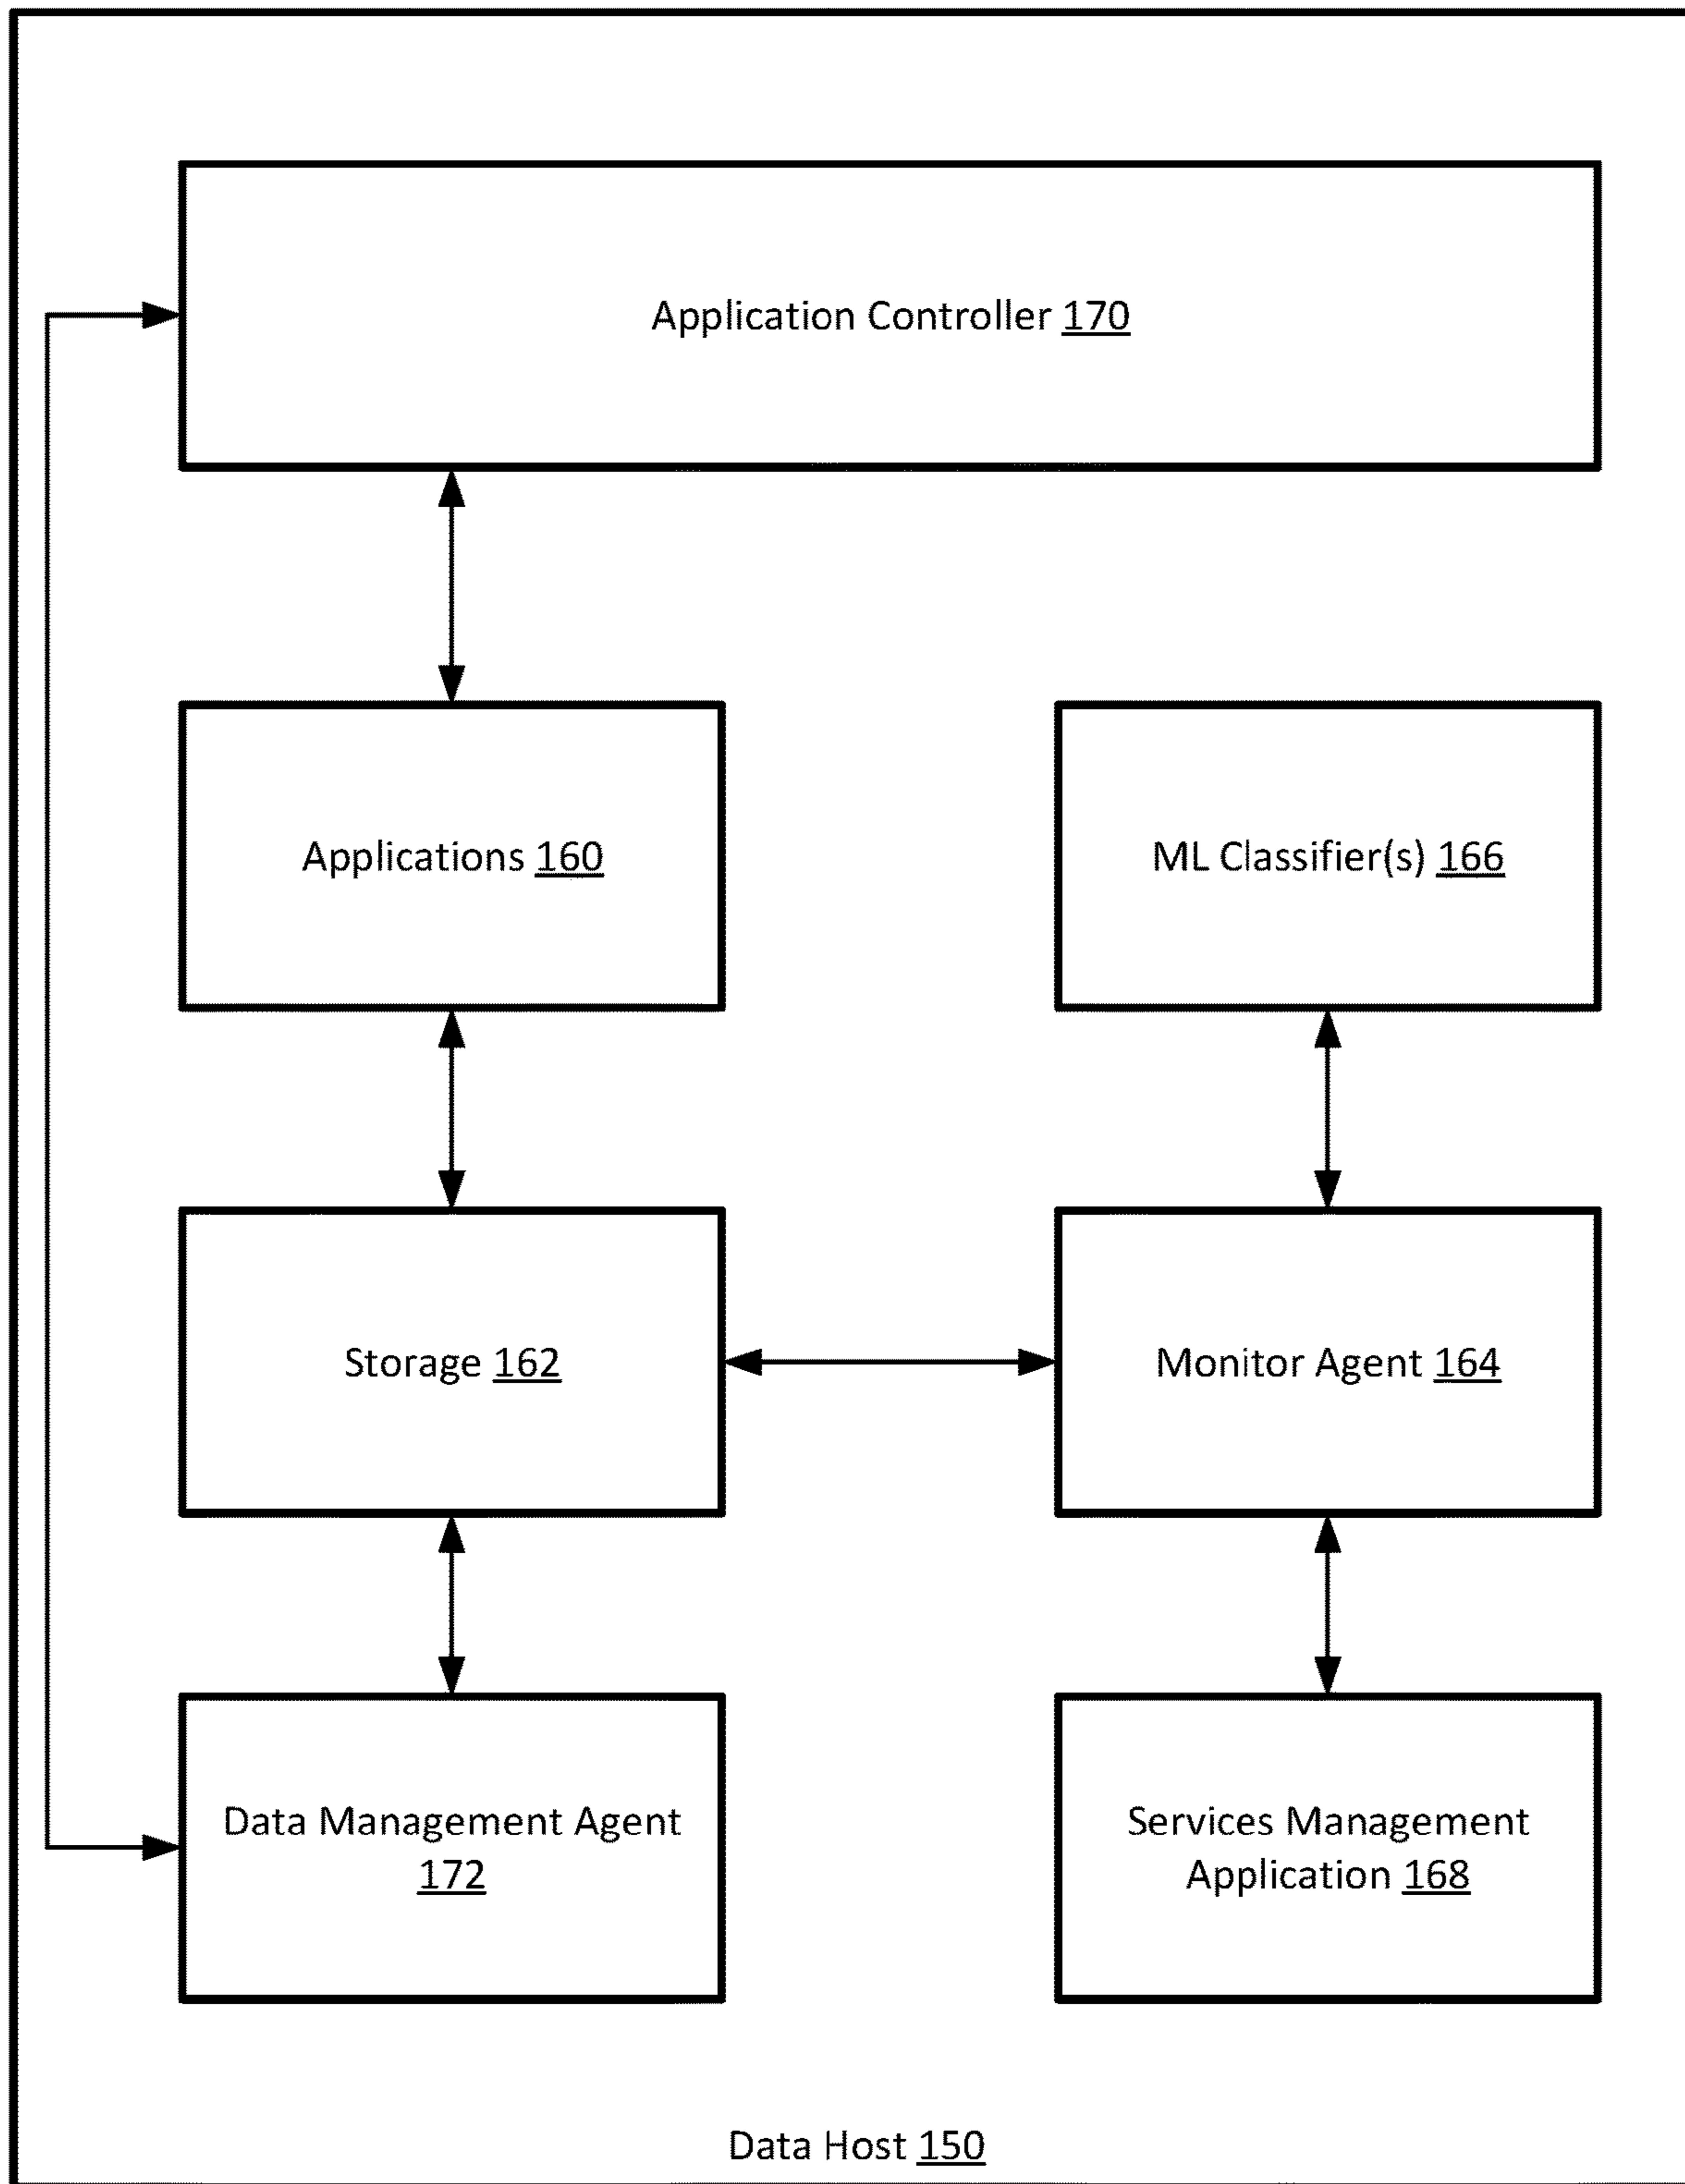 Application Controller 170
Applications 160
ML Classifier(s) 166
Storage 162
Monitor Agent 164
Data Management Agent
172
Services Management
Application 168
Data Host 150